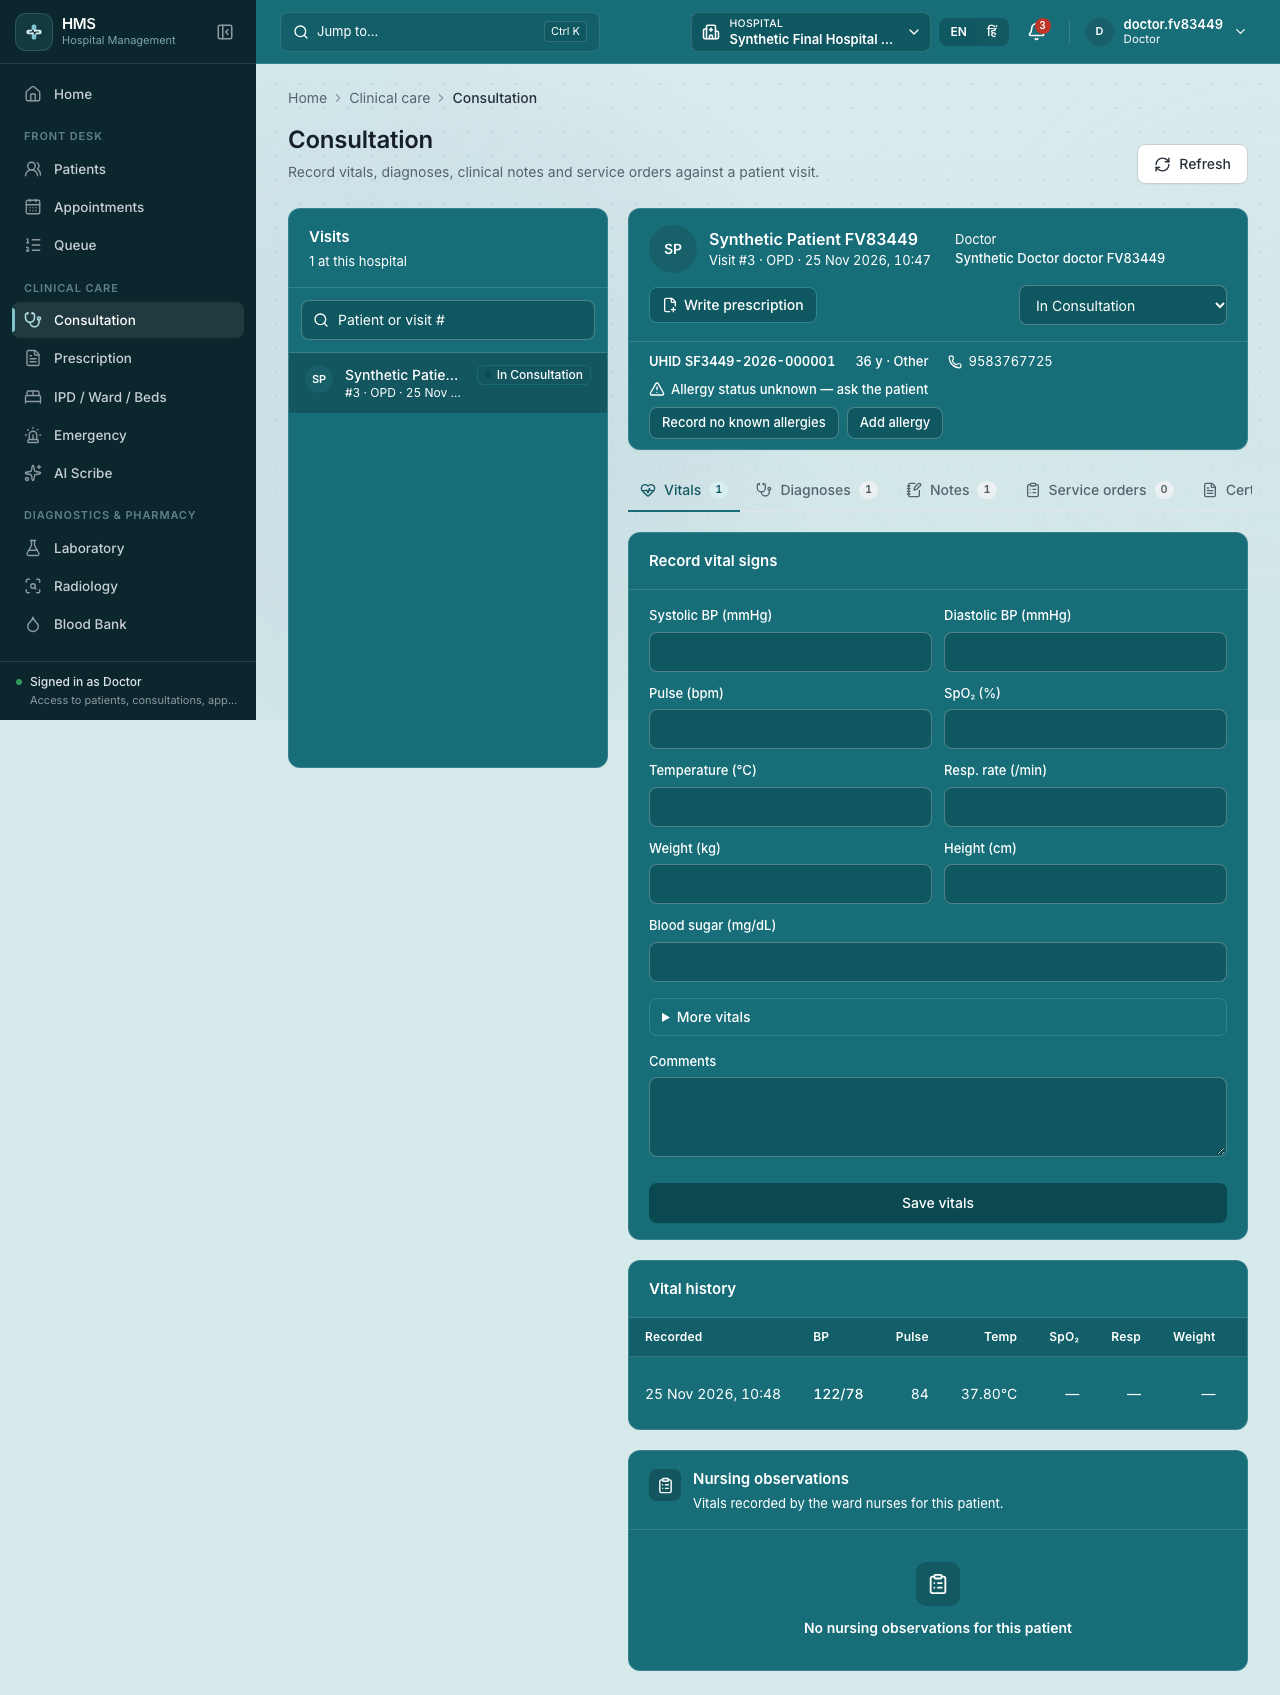 HMS
Hospital Management
Jump to...
Ctrl K
HOSPITAL
Synthetic Final Hospital ...
EN
हिं
3
D
doctor.fv83449
Doctor
Home
FRONT DESK
Patients
Appointments
Queue
CLINICAL CARE
Consultation
Prescription
IPD / Ward / Beds
Emergency
AI Scribe
DIAGNOSTICS & PHARMACY
Laboratory
Radiology
Blood Bank
Signed in as Doctor
Access to patients, consultations, app...
Home > Clinical care > Consultation
Consultation
Record vitals, diagnoses, clinical notes and service orders against a patient visit.
Refresh
Visits
1 at this hospital
Patient or visit #
SP
Synthetic Patie...
In Consultation
#3 · OPD · 25 Nov ...
SP
Synthetic Patient FV83449
Visit #3 · OPD · 25 Nov 2026, 10:47
Doctor
Synthetic Doctor doctor FV83449
Write prescription
In Consultation
UHID SF3449-2026-000001
36 y · Other
9583767725
Allergy status unknown — ask the patient
Record no known allergies
Add allergy
Vitals 1
Diagnoses 1
Notes 1
Service orders 0
Cert
Record vital signs
Systolic BP (mmHg)
Diastolic BP (mmHg)
Pulse (bpm)
SpO₂ (%)
Temperature (°C)
Resp. rate (/min)
Weight (kg)
Height (cm)
Blood sugar (mg/dL)
More vitals
Comments
Save vitals
Vital history
Recorded BP Pulse Temp SpO₂ Resp Weight
25 Nov 2026, 10:48 122/78 84 37.80°C — — —
Nursing observations
Vitals recorded by the ward nurses for this patient.
No nursing observations for this patient